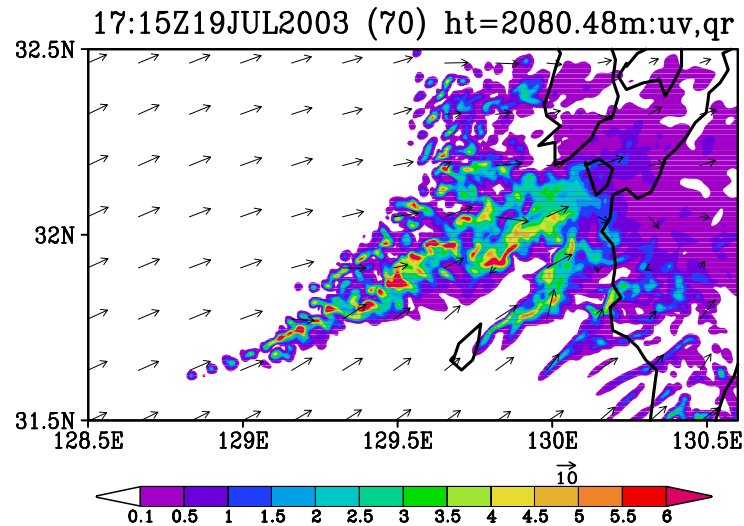 17:15Z19JUL2003 (70) ht=2080.48m:uv,qr
32.5N
32N
31.5N
128.5E 129E 129.5E 130E 130.5E
10
0.1 0.5 1 1.5 2 2.5 3 3.5 4 4.5 5 5.5 6